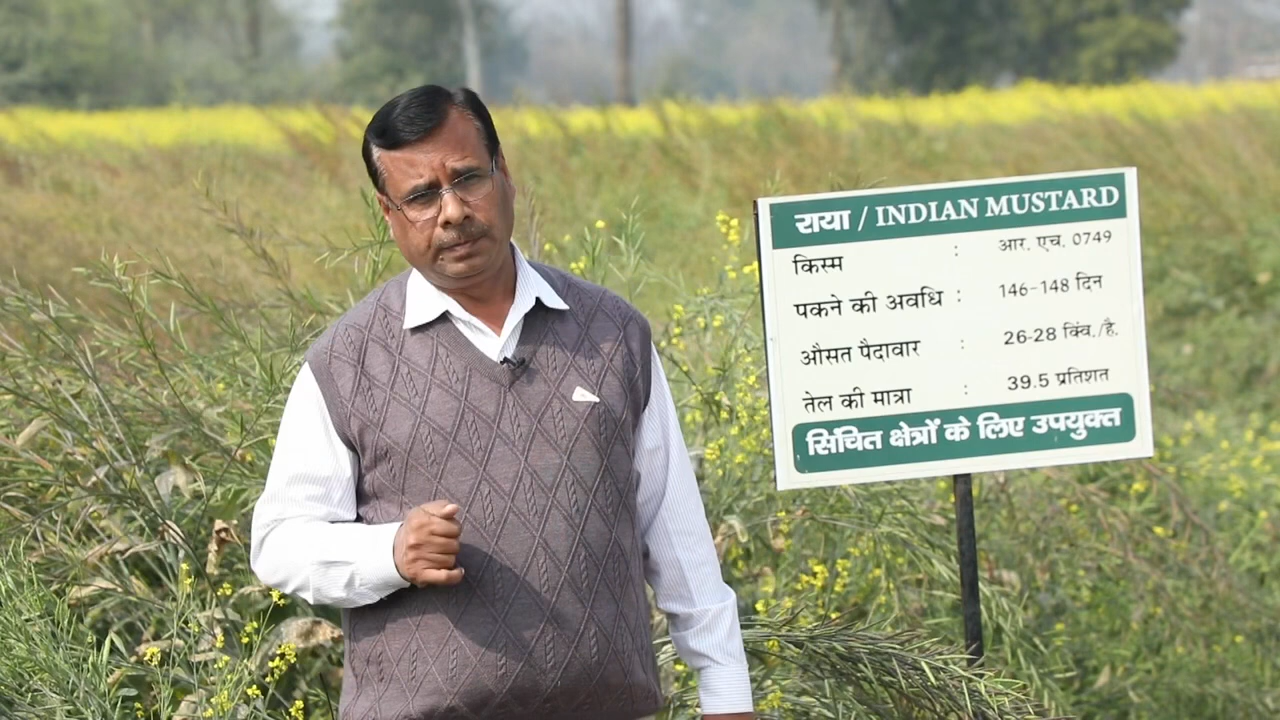 राया / INDIAN MUSTARD
किस्म : आर. एच. 0749
पकने की अवधि : 146-148 दिन
औसत पैदावार : 26-28 क्विं./है.
तेल की मात्रा : 39.5 प्रतिशत
सिंचित क्षेत्रों के लिए उपयुक्त